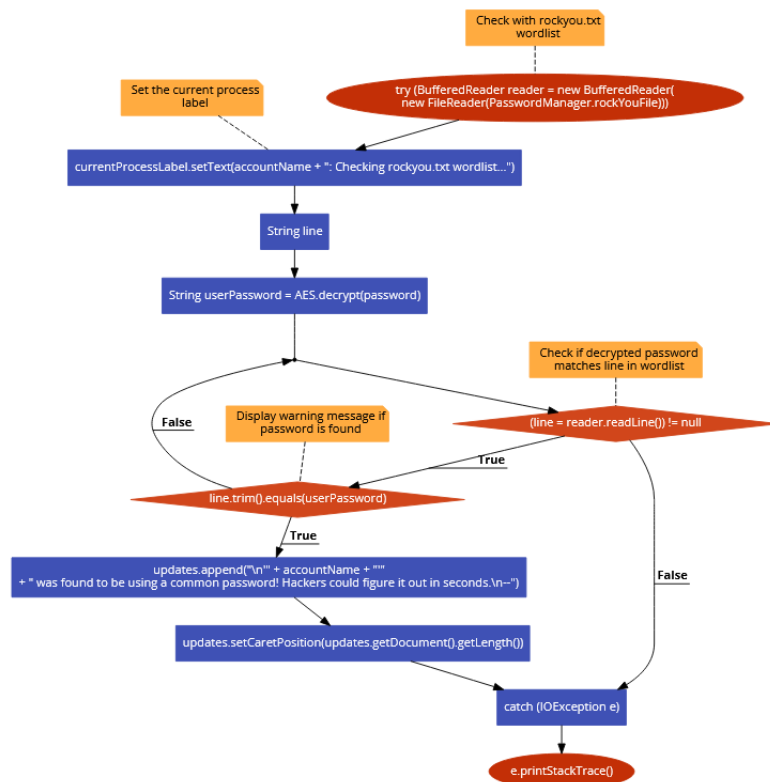 Check with rockyou.txt
wordlist
try (BufferedReader reader = new BufferedReader(
new FileReader(PasswordManager.rockYouFile)))
Set the current process
label
currentProcessLabel.setText(accountName + ": Checking rockyou.txt wordlist...")
String line
String userPassword = AES.decrypt(password)
Check if decrypted password
matches line in wordlist
(line = reader.readLine()) != null
False
Display warning message if
password is found
True
line.trim().equals(userPassword)
True
updates.append("\n'" + accountName + "'"
+ " was found to be using a common password! Hackers could figure it out in seconds.\n--")
False
updates.setCaretPosition(updates.getDocument().getLength())
catch (IOException e)
e.printStackTrace()